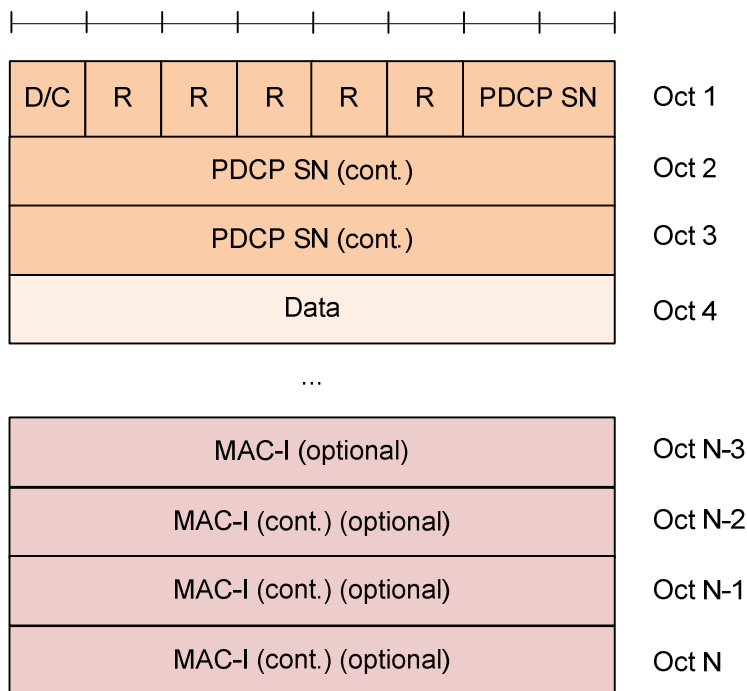 D/C R R R R R PDCP SN Oct 1
PDCP SN (cont.) Oct 2
PDCP SN (cont.) Oct 3
Data Oct 4
...
MAC-I (optional) Oct N-3
MAC-I (cont.) (optional) Oct N-2
MAC-I (cont.) (optional) Oct N-1
MAC-I (cont.) (optional) Oct N